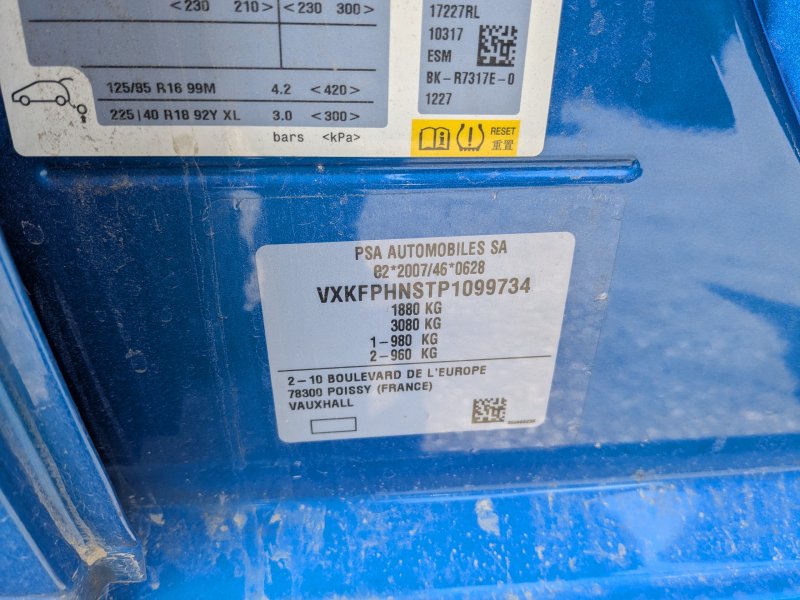 <230 210> <230 300>
125/95 R16 99M 4.2 <420>
225|40 R18 92Y XL 3.0 <300>
bars <kPa>
17227RL
10317
ESM
BK-R7317E-0
1227
RESET
重置
PSA AUTOMOBILES SA
02*2007/46*0628
VXKFPHNSTP1099734
1880 KG
3080 KG
1-980 KG
2-960 KG
2-10 BOULEVARD DE L'EUROPE
78300 POISSY (FRANCE)
VAUXHALL